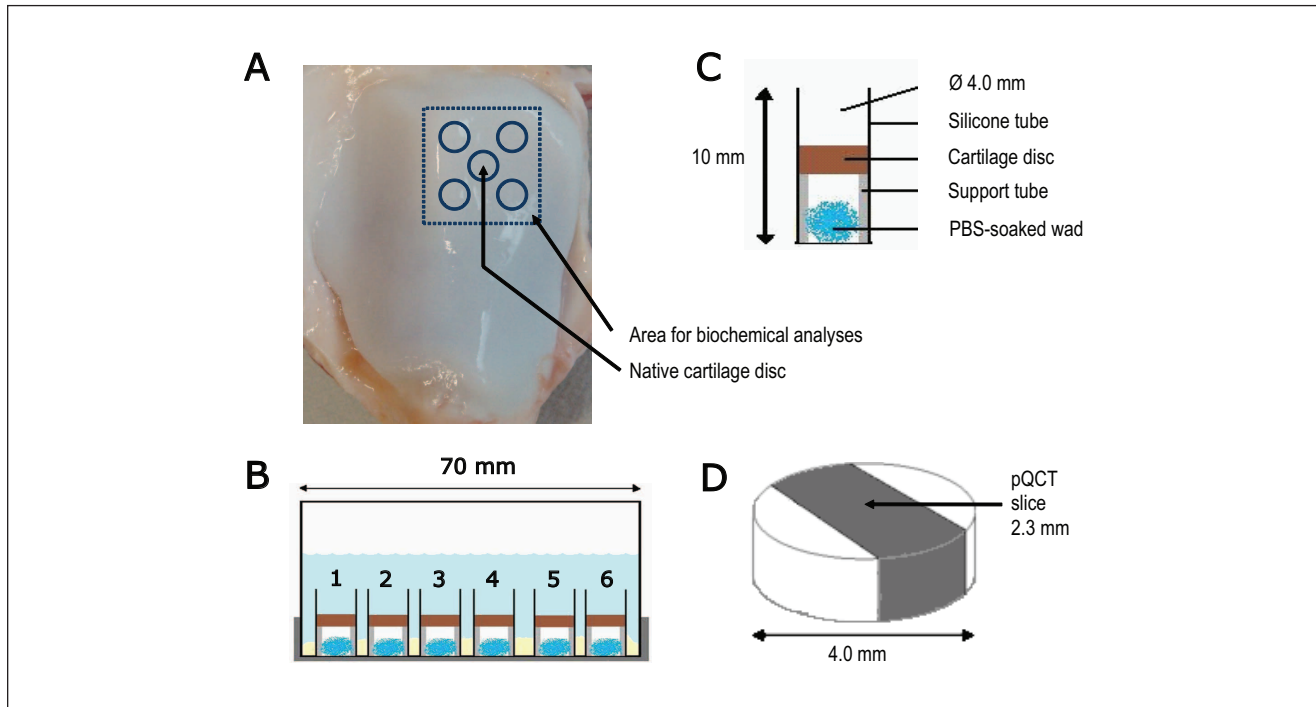 A
Area for biochemical analyses
Native cartilage disc
B
70 mm
1 2 3 4 5 6
C
10 mm
Ø 4.0 mm
Silicone tube
Cartilage disc
Support tube
PBS-soaked wad
D
pQCT
slice
2.3 mm
4.0 mm